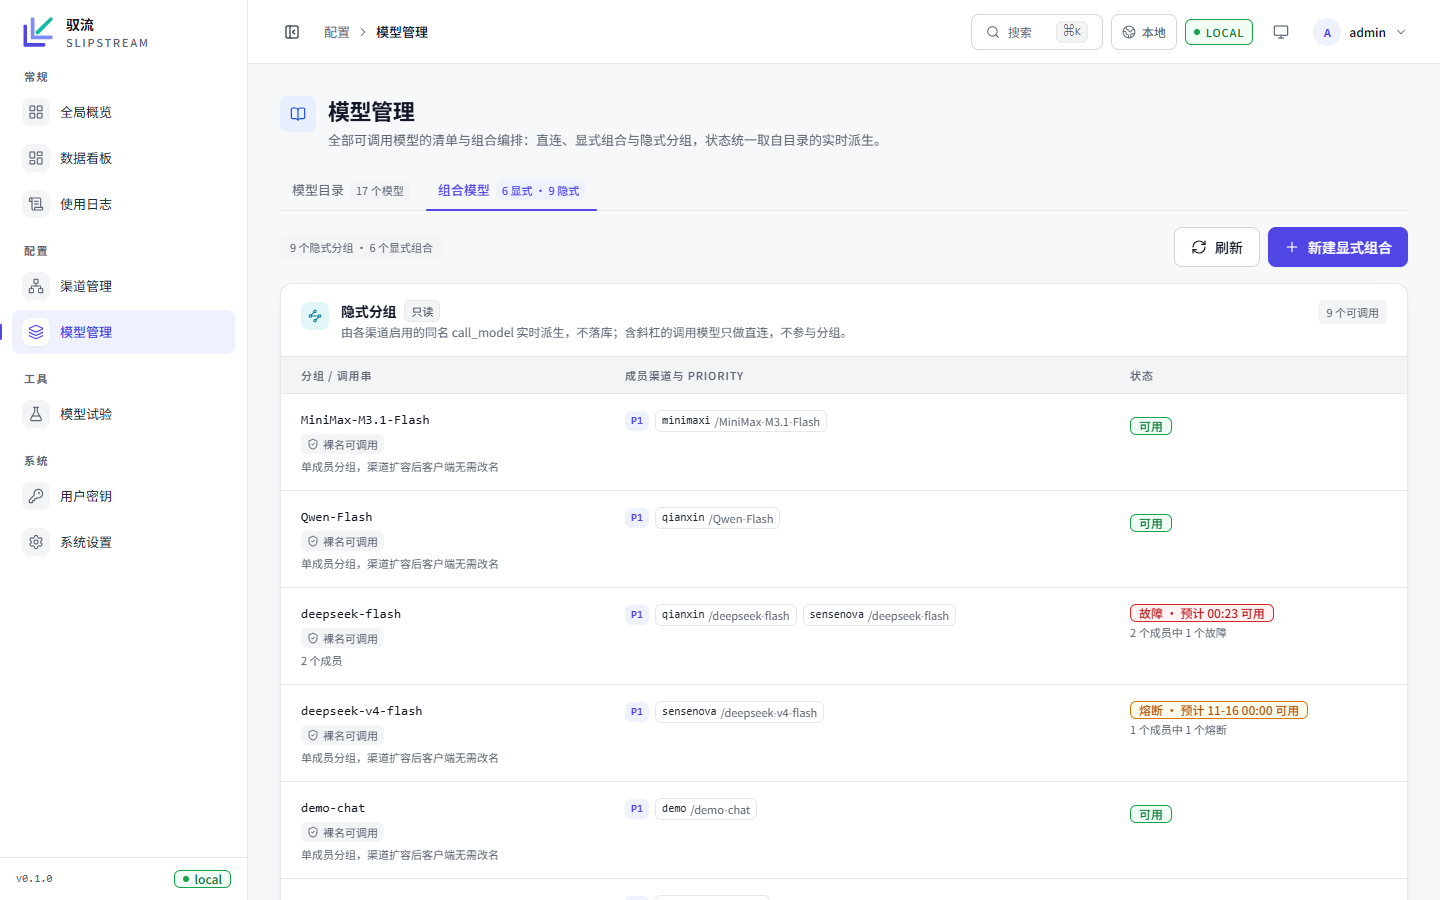 驭流
SLIPSTREAM
常规
全局概览
数据看板
使用日志
配置
渠道管理
模型管理
工具
模型试验
系统
用户密钥
系统设置
v0.1.0
local
配置 > 模型管理
搜索 ⌘K
本地
LOCAL
A admin
模型管理
全部可调用模型的清单与组合编排：直连、显式组合与隐式分组，状态统一取自目录的实时派生。
模型目录 17 个模型
组合模型 6 显式 · 9 隐式
9 个隐式分组 · 6 个显式组合
刷新
新建显式组合
隐式分组 只读
由各渠道启用的同名 call_model 实时派生，不落库；含斜杠的调用模型只做直连，不参与分组。
9 个可调用
分组 / 调用串 成员渠道与 PRIORITY 状态
MiniMax-M3.1-Flash
裸名可调用
单成员分组，渠道扩容后客户端无需改名
P1 minimaxi /MiniMax-M3.1-Flash
可用
Qwen-Flash
裸名可调用
单成员分组，渠道扩容后客户端无需改名
P1 qianxin /Qwen-Flash
可用
deepseek-flash
裸名可调用
2 个成员
P1 qianxin /deepseek-flash sensenova /deepseek-flash
故障 · 预计 00:23 可用
2 个成员中 1 个故障
deepseek-v4-flash
裸名可调用
单成员分组，渠道扩容后客户端无需改名
P1 sensenova /deepseek-v4-flash
熔断 · 预计 11-16 00:00 可用
1 个成员中 1 个熔断
demo-chat
裸名可调用
单成员分组，渠道扩容后客户端无需改名
P1 demo /demo-chat
可用